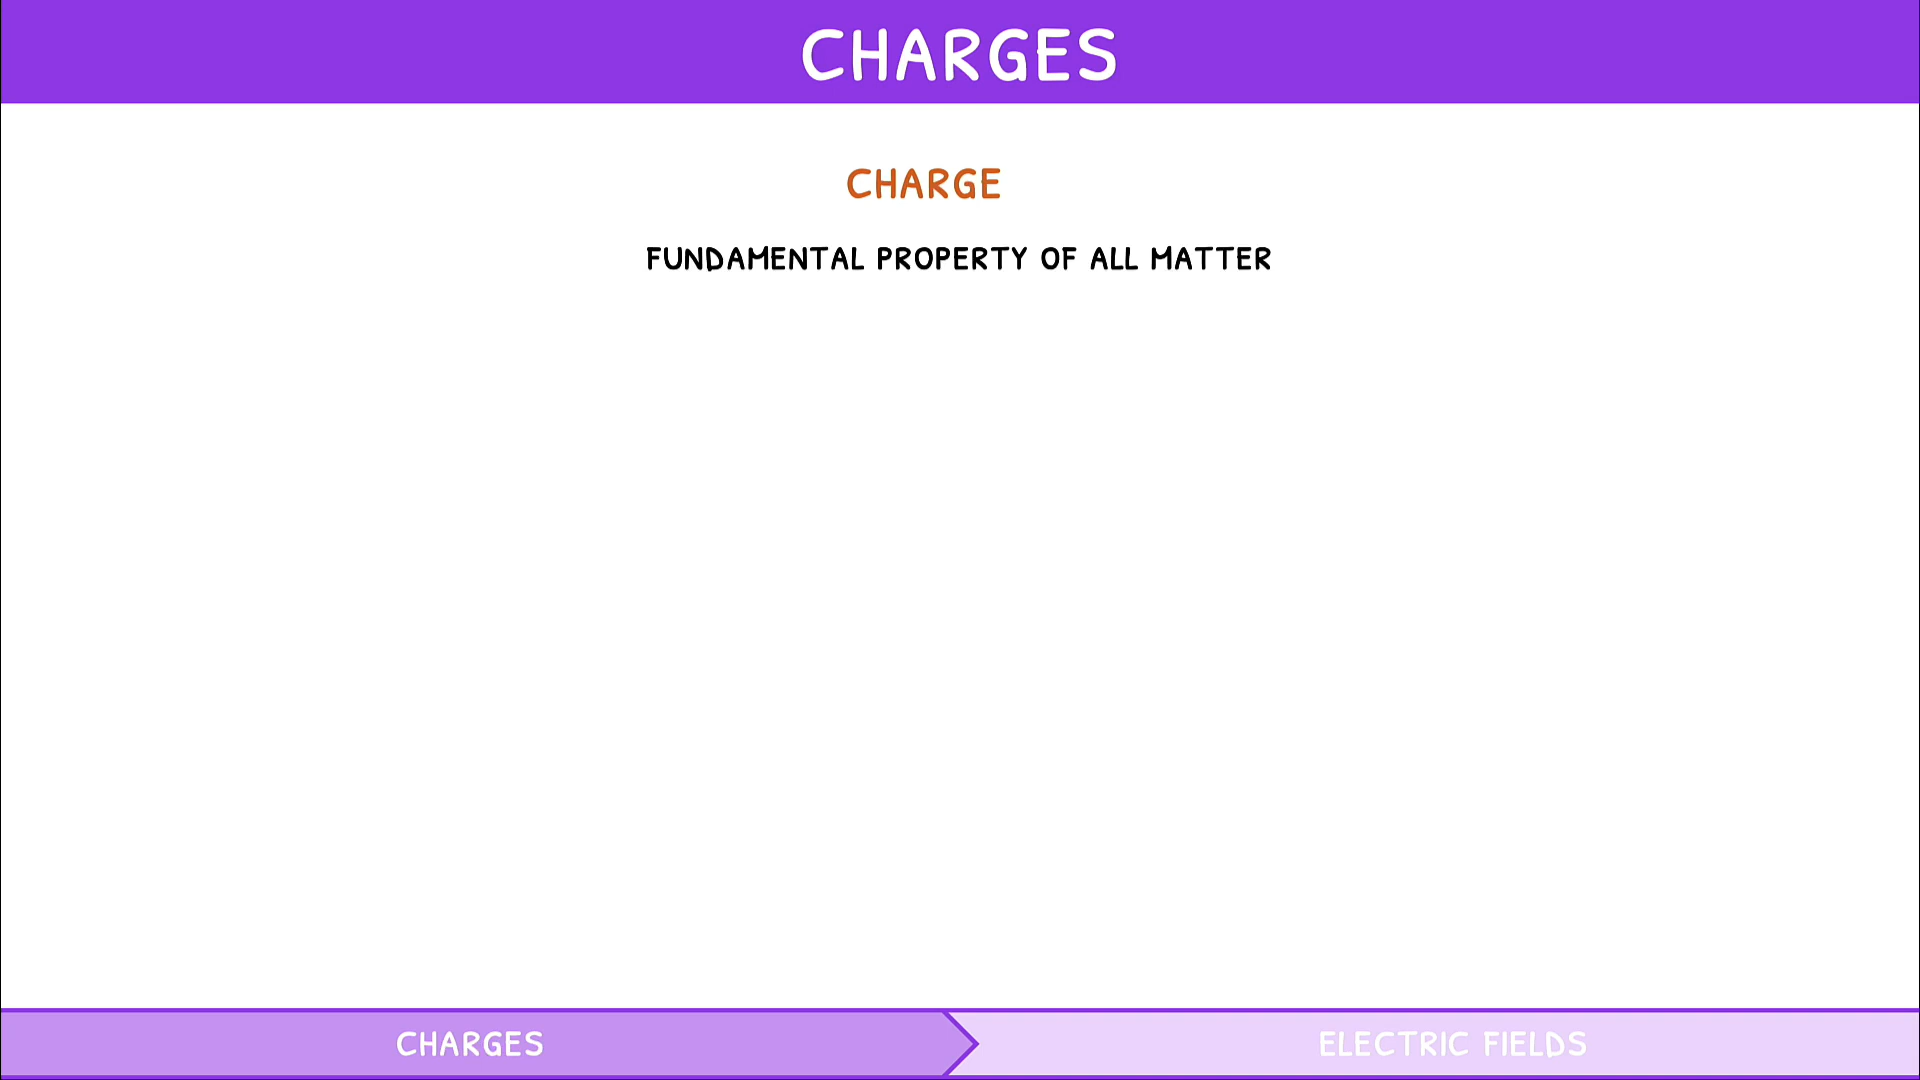 CHARGES
CHARGE
FUNDAMENTAL PROPERTY OF ALL MATTER
CHARGES
ELECTRIC FIELDS